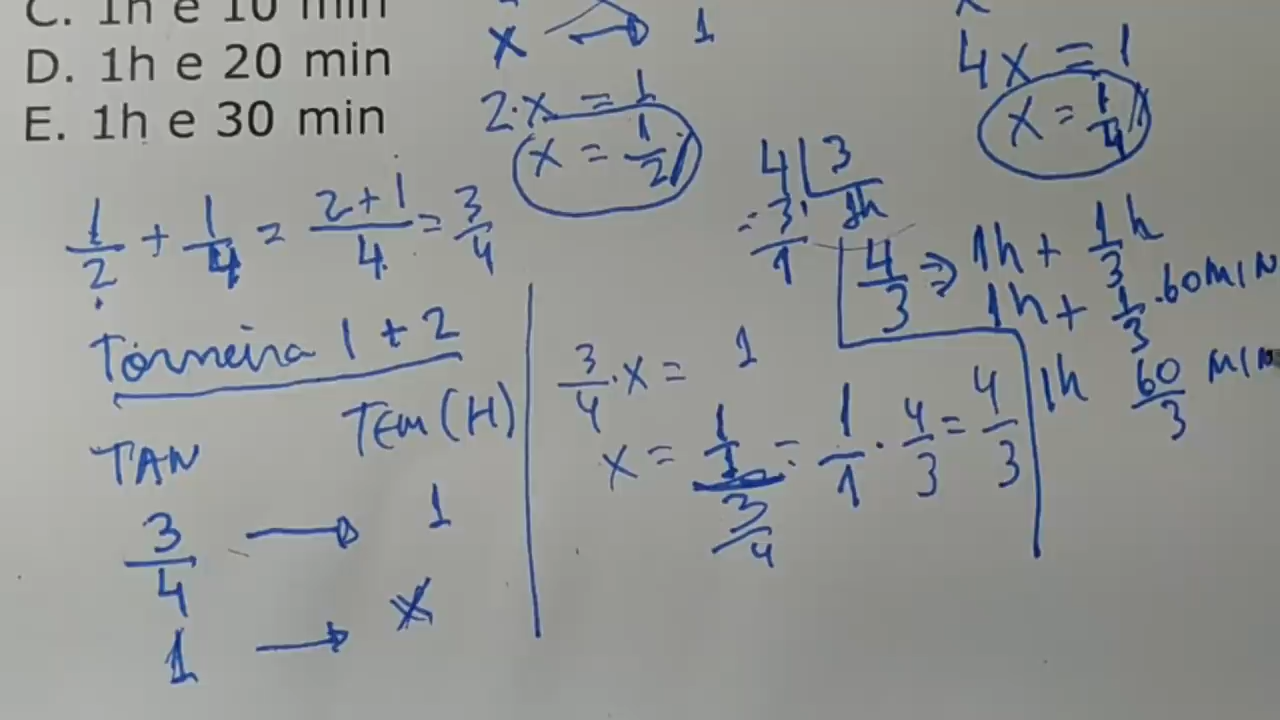 C. 1h e 10 min
D. 1h e 20 min
E. 1h e 30 min
x → 1
2·x = 1
x = 1/2
4x = 1
x = 1/4
1/2 + 1/4 = 2+1/4 = 3/4
4 | 3
-3 1h
1
4/3 ⇒ 1h + 1/3 h
1h + 1/3 · 60 MIN
1h 60/3 MIN
Torneira 1 + 2
TAN TEM (H)
3/4 → 1
1 → x
3/4 · x = 1
x = 1/1 / 3/4 = 1/1 · 4/3 = 4/3